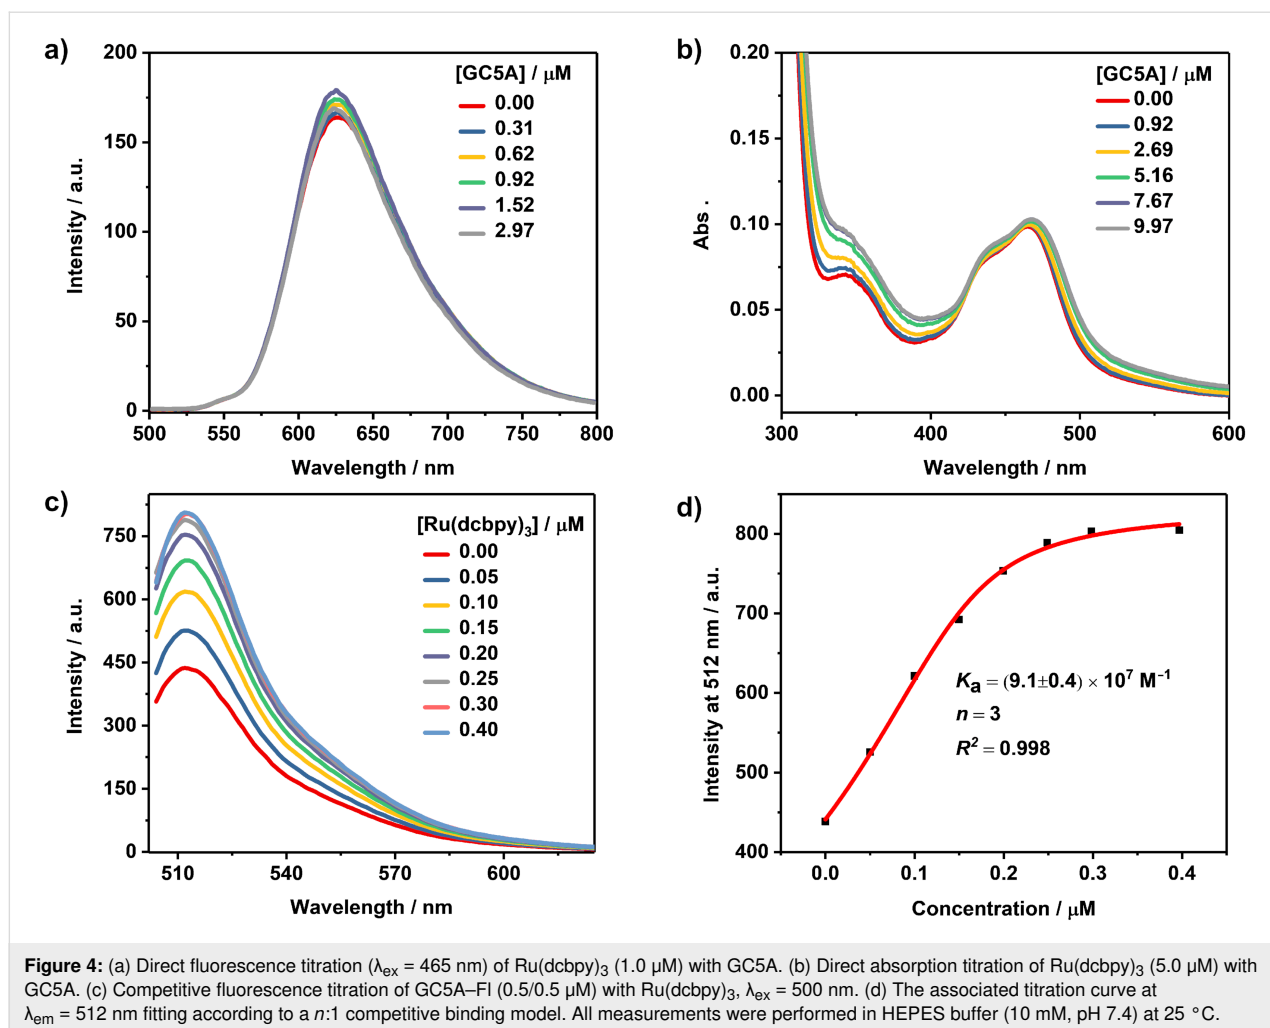 a)
200
150
100
50
0
Intensity / a.u.
500 550 600 650 700 750 800
Wavelength / nm
[GC5A] / μM
0.00
0.31
0.62
0.92
1.52
2.97
b)
0.20
0.15
0.10
0.05
0.00
Abs .
300 400 500 600
Wavelength / nm
[GC5A] / μM
0.00
0.92
2.69
5.16
7.67
9.97
c)
750
600
450
300
150
0
Intensity / a.u.
510 540 570 600
Wavelength / nm
[Ru(dcbpy)₃] / μM
0.00
0.05
0.10
0.15
0.20
0.25
0.30
0.40
d)
800
700
600
500
400
Intensity at 512 nm / a.u.
0.0 0.1 0.2 0.3 0.4
Concentration / μM
Kₐ = (9.1±0.4) × 10⁷ M⁻¹
n = 3
R² = 0.998
Figure 4: (a) Direct fluorescence titration (λₑₓ = 465 nm) of Ru(dcbpy)₃ (1.0 μM) with GC5A. (b) Direct absorption titration of Ru(dcbpy)₃ (5.0 μM) with
GC5A. (c) Competitive fluorescence titration of GC5A–Fl (0.5/0.5 μM) with Ru(dcbpy)₃, λₑₓ = 500 nm. (d) The associated titration curve at
λₑₘ = 512 nm fitting according to a n:1 competitive binding model. All measurements were performed in HEPES buffer (10 mM, pH 7.4) at 25 °C.